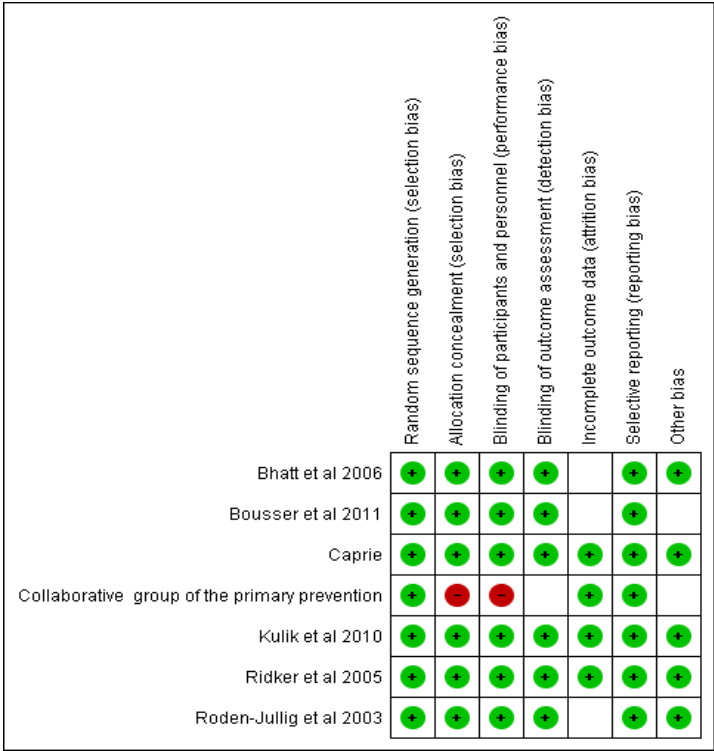 Random sequence generation (selection bias)
Allocation concealment (selection bias)
Blinding of participants and personnel (performance bias)
Blinding of outcome assessment (detection bias)
Incomplete outcome data (attrition bias)
Selective reporting (reporting bias)
Other bias
Bhatt et al 2006 + + + + + +
Bousser et al 2011 + + + + +
Caprie + + + + + + +
Collaborative group of the primary prevention + - - + +
Kulik et al 2010 + + + + + + +
Ridker et al 2005 + + + + + + +
Roden-Jullig et al 2003 + + + + + +